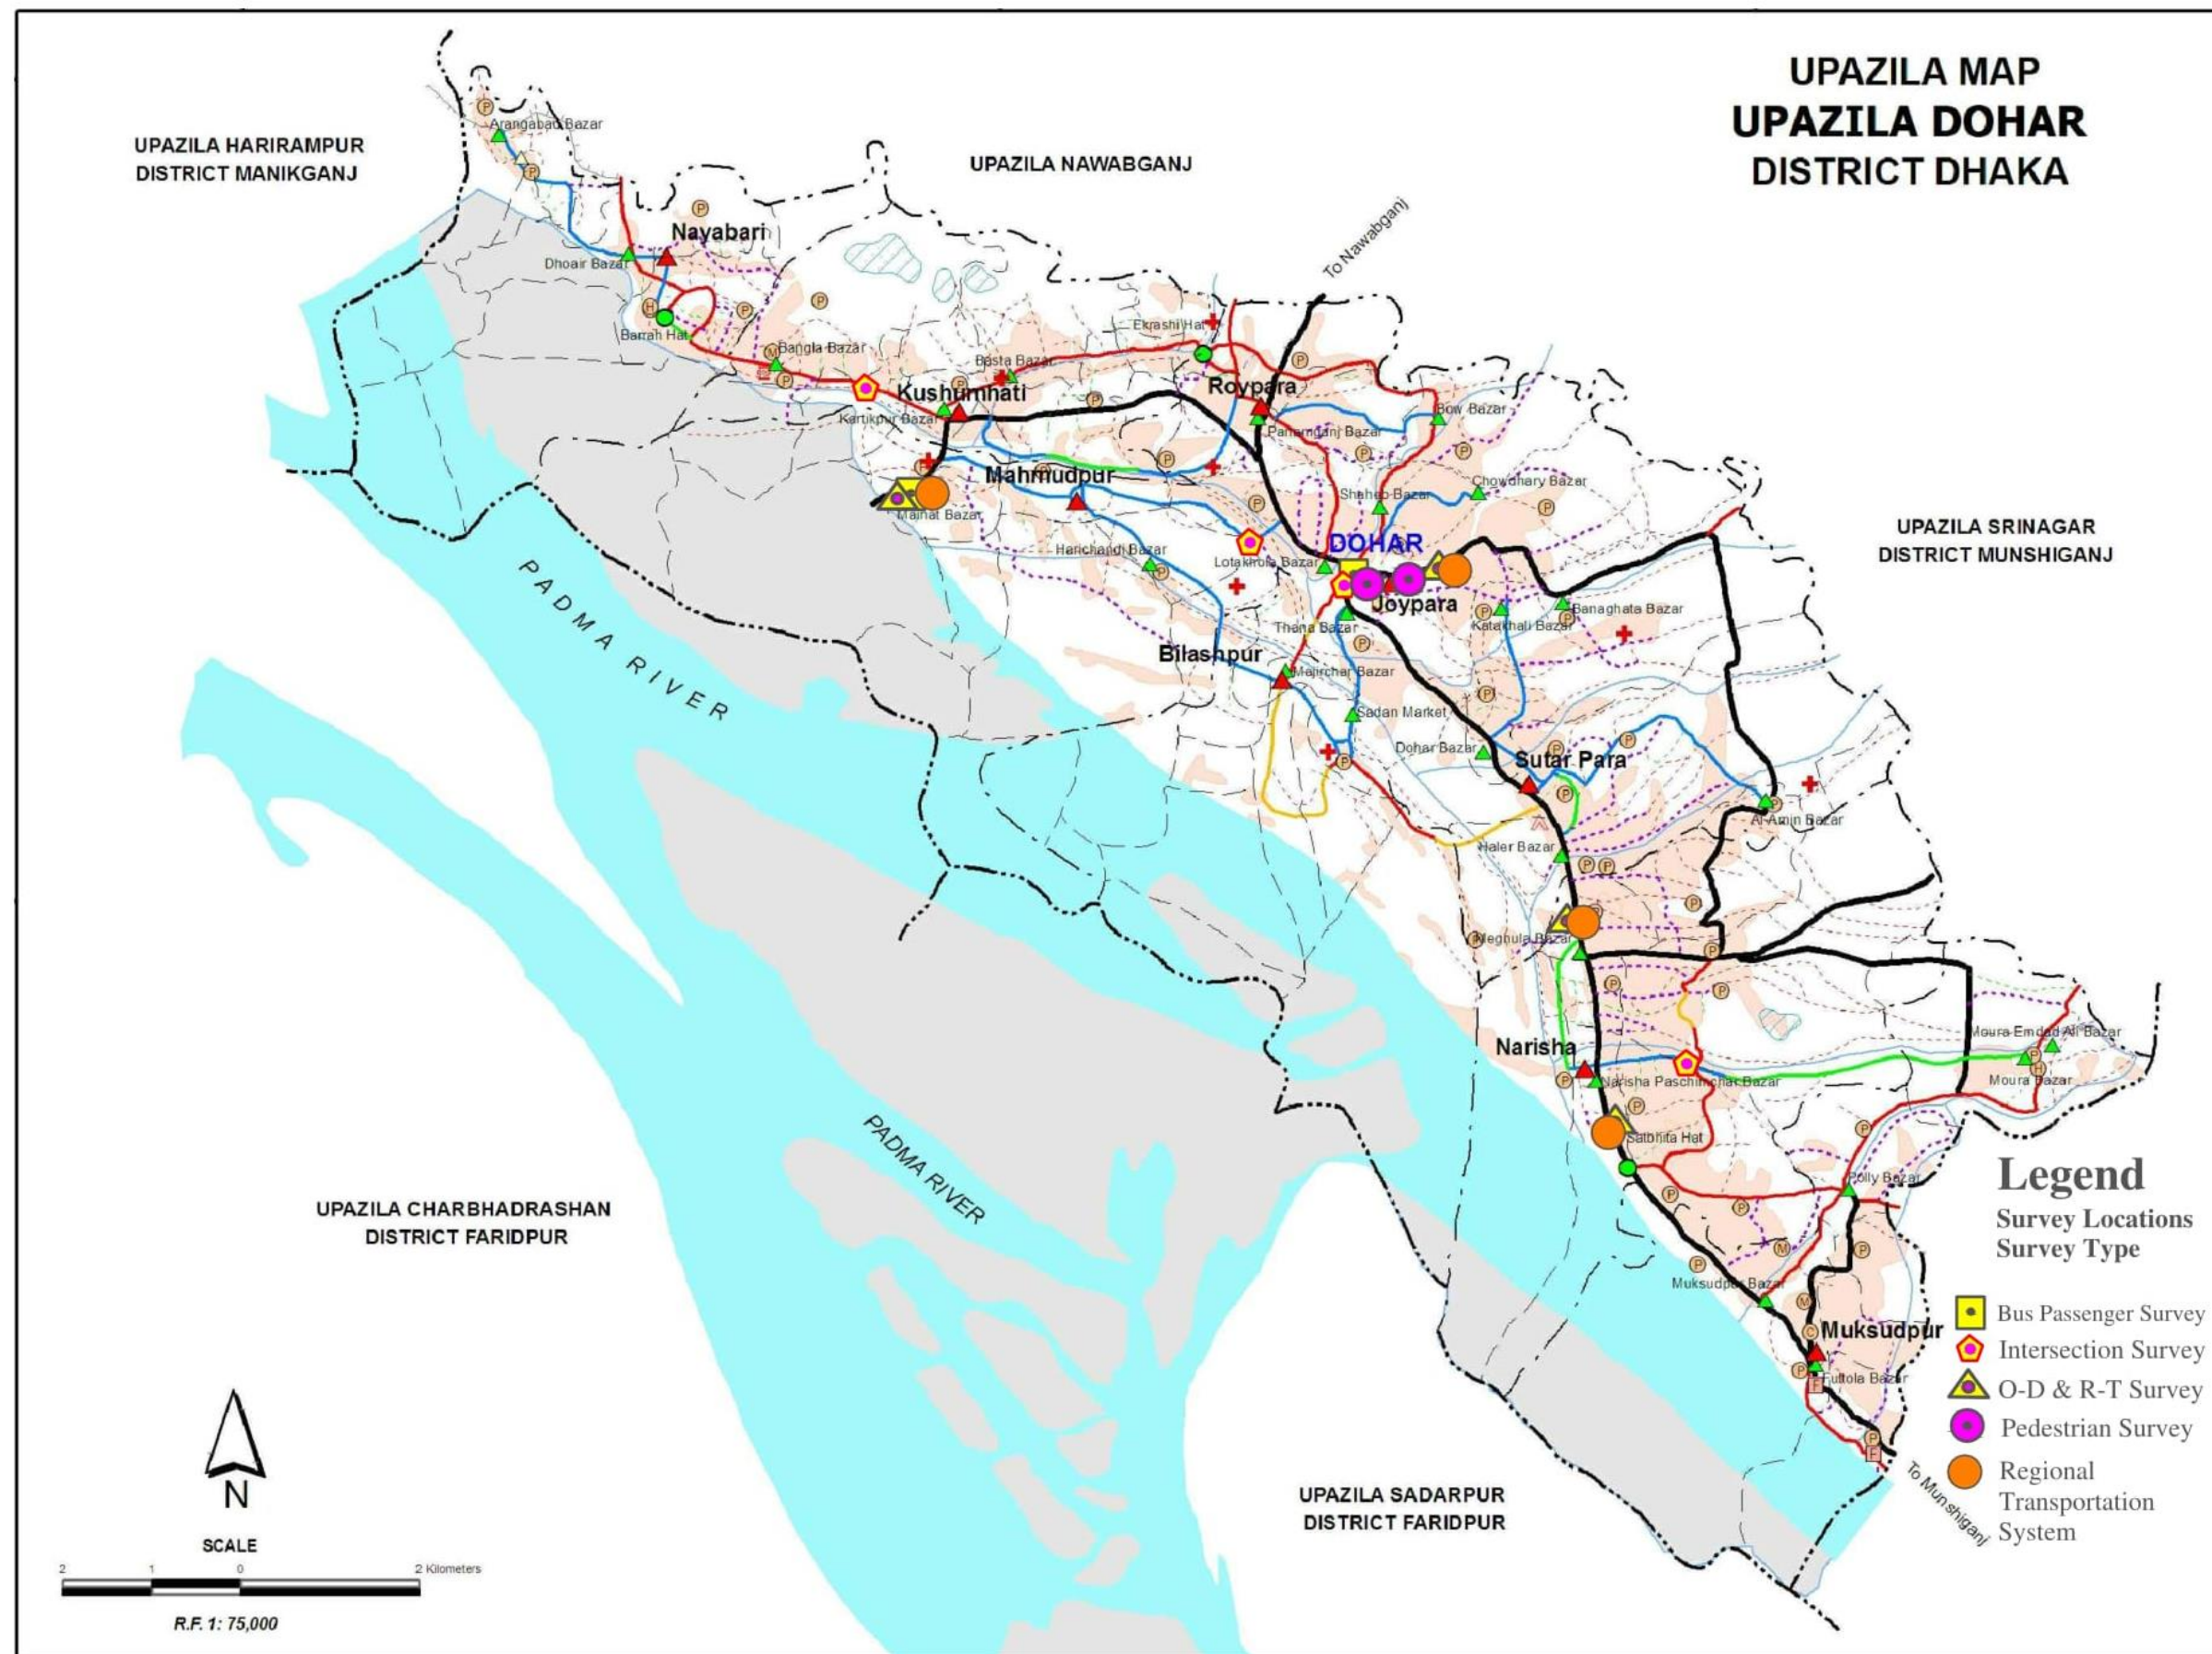 UPAZILA MAP
UPAZILA DOHAR
DISTRICT DHAKA
UPAZILA HARIRAMPUR
DISTRICT MANIKGANJ
UPAZILA NAWABGANJ
To Nawabganj
Arangabad Bazar
Nayabari
Dhoair Bazar
Barrah Hat
Bangla Bazar
Ekrashi Hat
Basta Bazar
Kushumhati
Roypara
Kartikpur Bazar
Bow Bazar
Panamganj Bazar
Mahmudpur
Chowdhary Bazar
Shaheb Bazar
Mainat Bazar
UPAZILA SRINAGAR
DISTRICT MUNSHIGANJ
DOHAR
Harichandi Bazar
Lotakhola Bazar
Joypara
Banaghata Bazar
Katakhali Bazar
Thana Bazar
PADMA RIVER
Bilashpur
Majirchar Bazar
Sadan Market
Dohar Bazar
Sutar Para
Al-Amin Bazar
Haler Bazar
Meghula Bazar
Moura Emdad Ali Bazar
Narisha
Narisha Paschimchar Bazar
Moura Bazar
PADMA RIVER
Satbhita Hat
Polly Bazar
UPAZILA CHARBHADRASHAN
DISTRICT FARIDPUR
Muksudpur Bazar
Muksudpur
Futtola Bazar
To Munshiganj
UPAZILA SADARPUR
DISTRICT FARIDPUR
Legend
Survey Locations
Survey Type
Bus Passenger Survey
Intersection Survey
O-D & R-T Survey
Pedestrian Survey
Regional
Transportation
System
N
SCALE
2 1 0 2 Kilometers
R.F. 1: 75,000